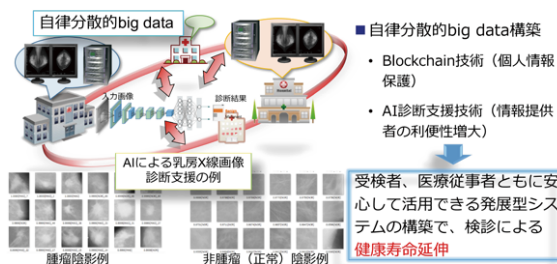 自律分散的big data
入力画像
診断結果
AIによる乳房X線画像
診断支援の例
腫瘤陰影例
非腫瘤（正常）陰影例
■ 自律分散的big data構築
• Blockchain技術（個人情報
保護）
• AI診断支援技術（情報提供
者の利便性増大）
受検者、医療従事者ともに安
心して活用できる発展型シス
テムの構築で、検診による
健康寿命延伸